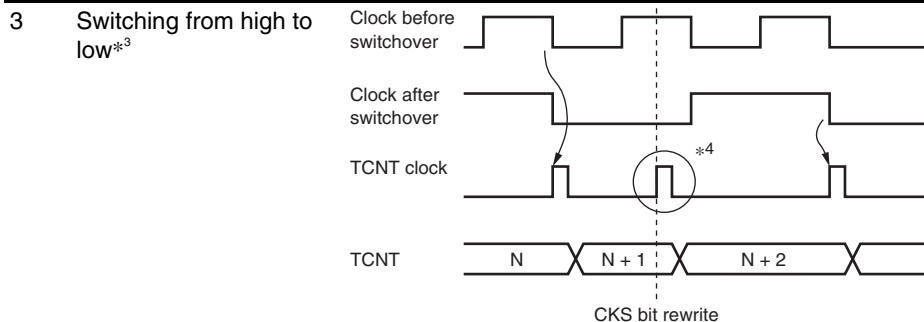 3 Switching from high to
low*³
Clock before
switchover
Clock after
switchover
TCNT clock
*4
TCNT
N
N + 1
N + 2
CKS bit rewrite